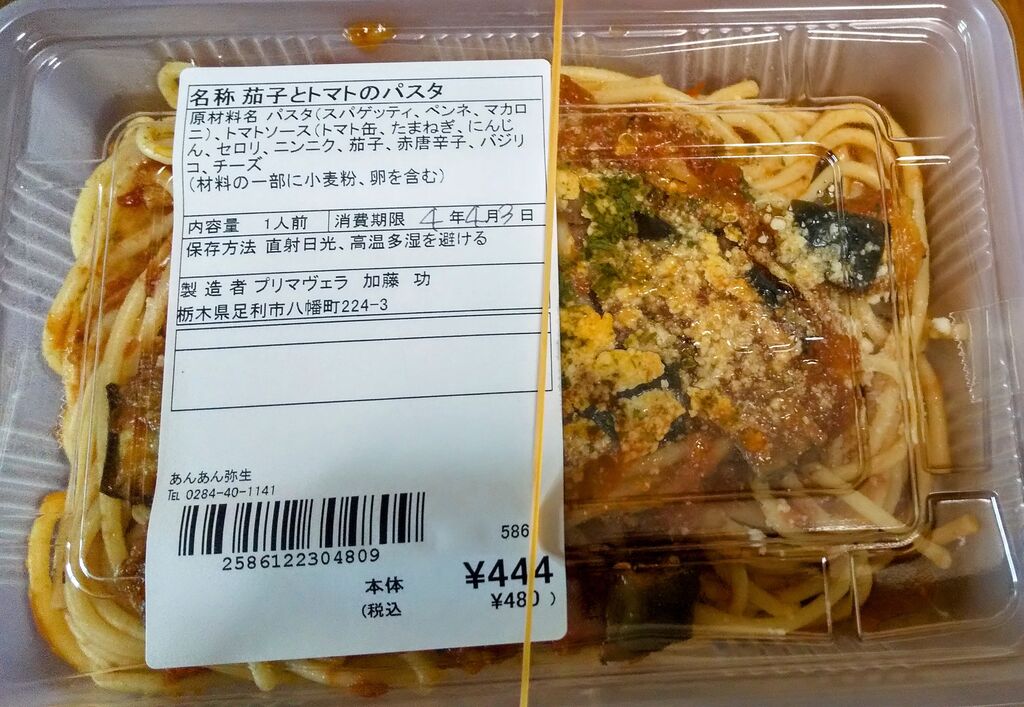 名称 茄子とトマトのパスタ
原材料名 パスタ(スパゲッティ、ペンネ、マカロ
ニ)、トマトソース(トマト缶、たまねぎ、にんじ
ん、セロリ、ニンニク、茄子、赤唐辛子、バジリ
コ、チーズ
(材料の一部に小麦粉、卵を含む)
内容量 1人前 消費期限 4年4月3日
保存方法 直射日光、高温多湿を避ける
製造者 プリマヴェラ 加藤 功
栃木県足利市八幡町224-3
あんあん弥生
TEL 0284-40-1141
2586122304809
586
本体 ¥444
(税込 ¥480)